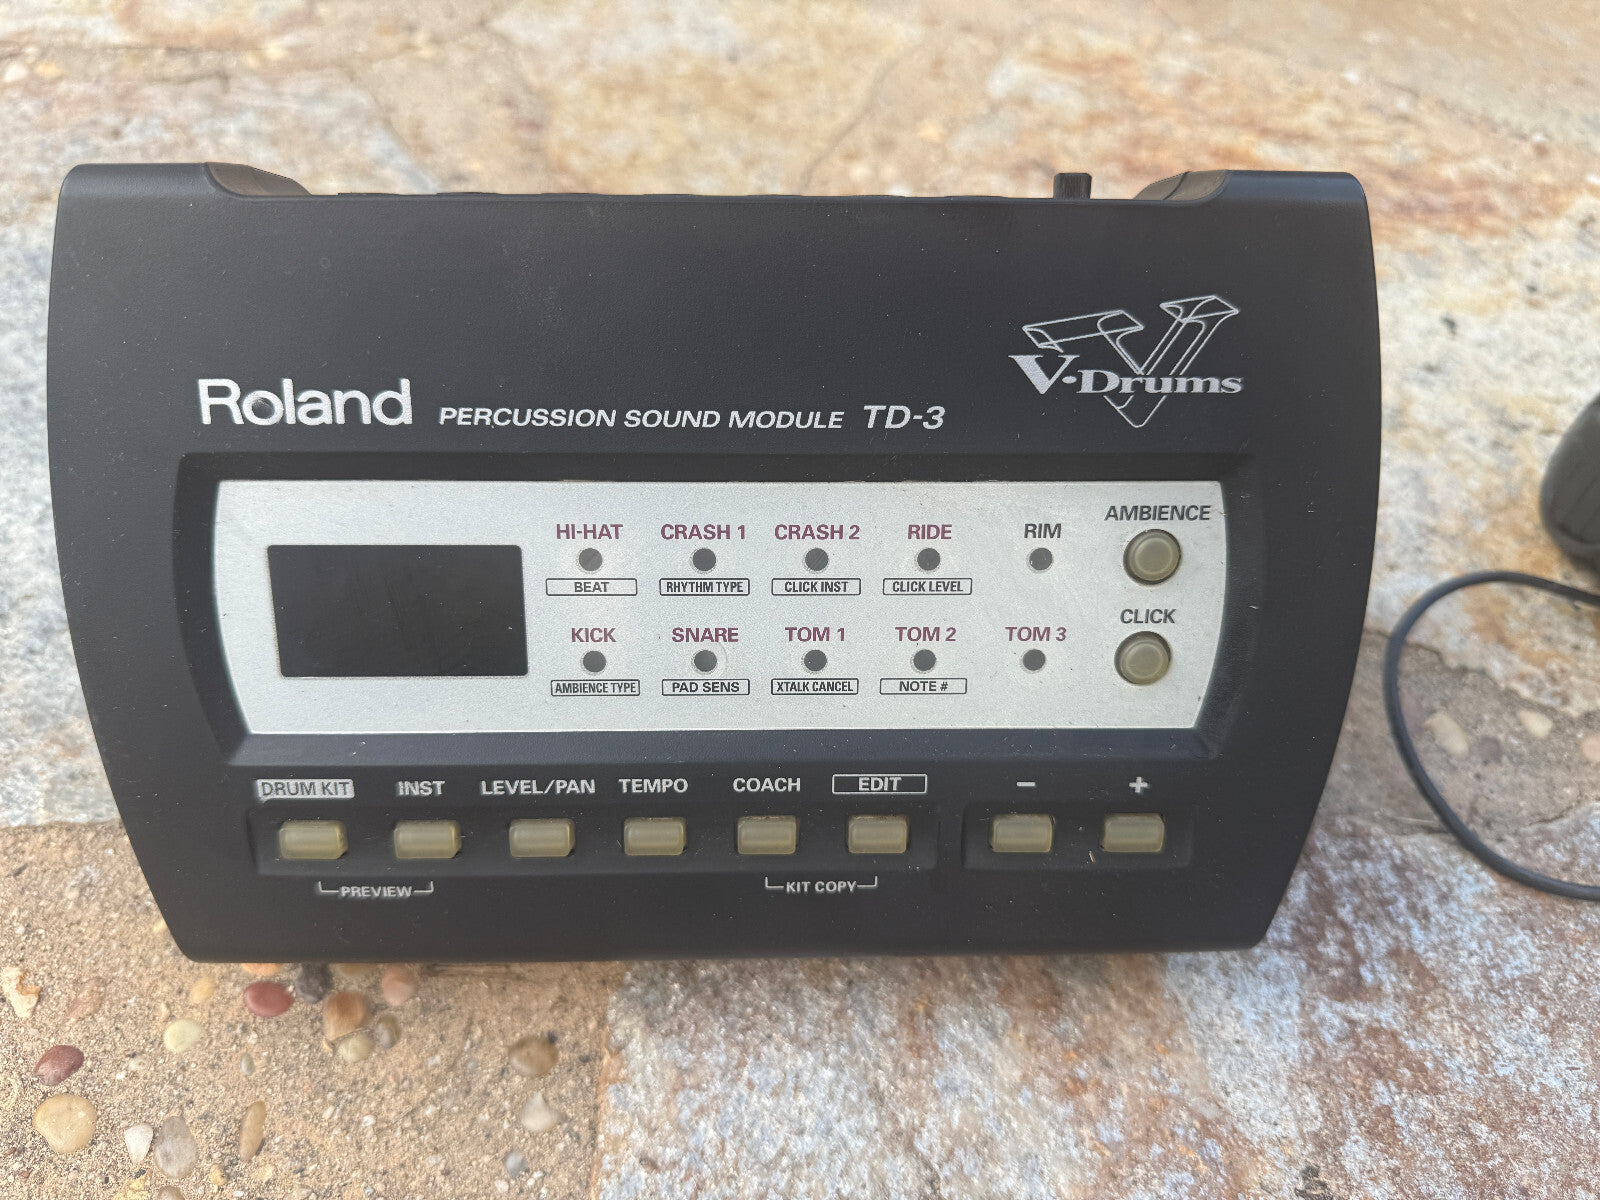 Roland PERCUSSION SOUND MODULE TD-3
V-Drums
HI-HAT CRASH 1 CRASH 2 RIDE RIM AMBIENCE
BEAT RHYTHM TYPE CLICK INST CLICK LEVEL
KICK SNARE TOM 1 TOM 2 TOM 3 CLICK
AMBIENCE TYPE PAD SENS XTALK CANCEL NOTE #
DRUM KIT INST LEVEL/PAN TEMPO COACH EDIT - +
PREVIEW KIT COPY